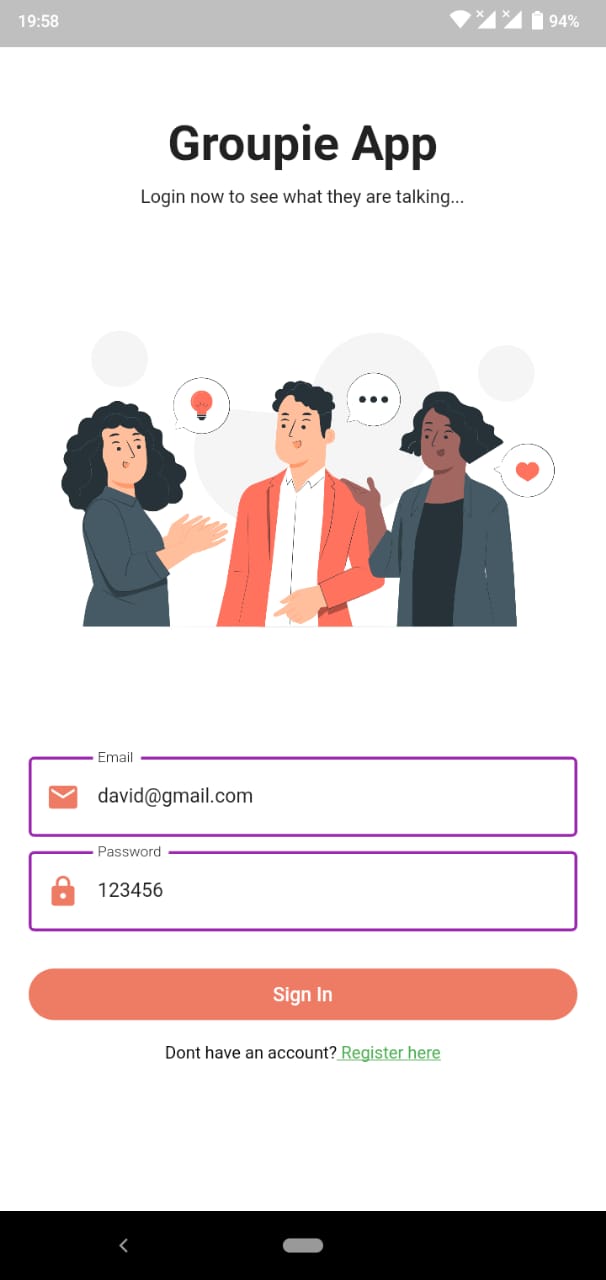 19:58
94%
Groupie App
Login now to see what they are talking...
Email
david@gmail.com
Password
123456
Sign In
Dont have an account? Register here